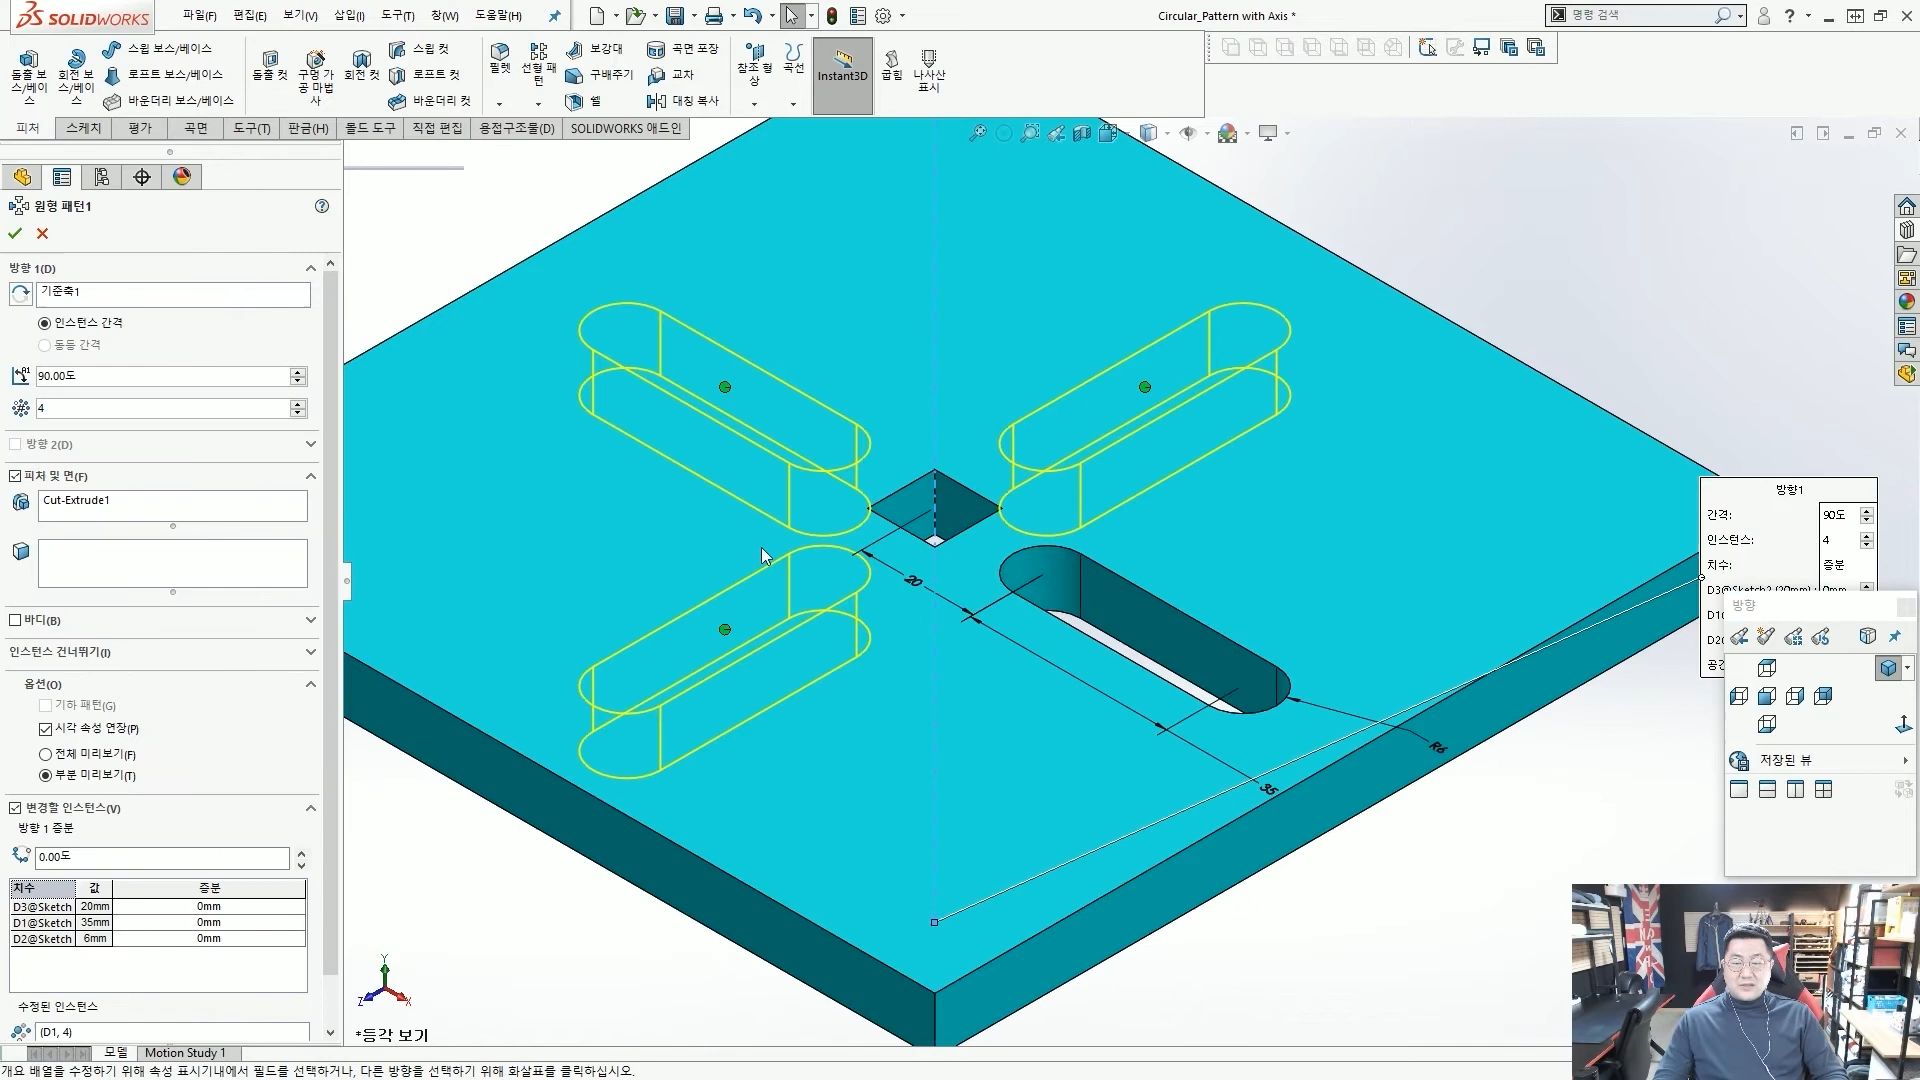 SOLIDWORKS
파일(F) 편집(E) 보기(V) 삽입(I) 도구(T) 창(W) 도움말(H)
Circular_Pattern with Axis *
명령 검색
돌출 보스/베이스
회전 보스/베이스
스윕 보스/베이스
로프트 보스/베이스
바운더리 보스/베이스
돌출 컷
구멍 가공 마법사
회전 컷
스윕 컷
로프트 컷
바운더리 컷
필렛
선형 패턴
보강대
구배주기
쉘
곡면 포장
교차
대칭 복사
참조 형상
곡선
Instant3D
굽힘
나사산 표시
피처 스케치 평가 곡면 도구(T) 판금(H) 몰드 도구 직접 편집 용접구조물(D) SOLIDWORKS 애드인
원형 패턴1
방향 1(D)
기준축1
인스턴스 간격
동등 간격
90.00도
4
방향 2(D)
피처 및 면(F)
Cut-Extrude1
바디(B)
인스턴스 건너뛰기(I)
옵션(O)
기하 패턴(G)
시각 속성 연장(P)
전체 미리보기(F)
부분 미리보기(T)
변경할 인스턴스(V)
방향 1 증분
0.00도
치수 값 증분
D3@Sketch 20mm 0mm
D1@Sketch 35mm 0mm
D2@Sketch 6mm 0mm
수정된 인스턴스
(D1, 4)
20
35
R6
방향1
간격: 90도
인스턴스: 4
치수: 증분
D3@Sketch2 (20mm) : 0mm
방향
저장된 뷰
Y
Z
X
*등각 보기
모델 Motion Study 1
개요 배열을 수정하기 위해 속성 표시기내에서 필드를 선택하거나, 다른 방향을 선택하기 위해 화살표를 클릭하십시오.